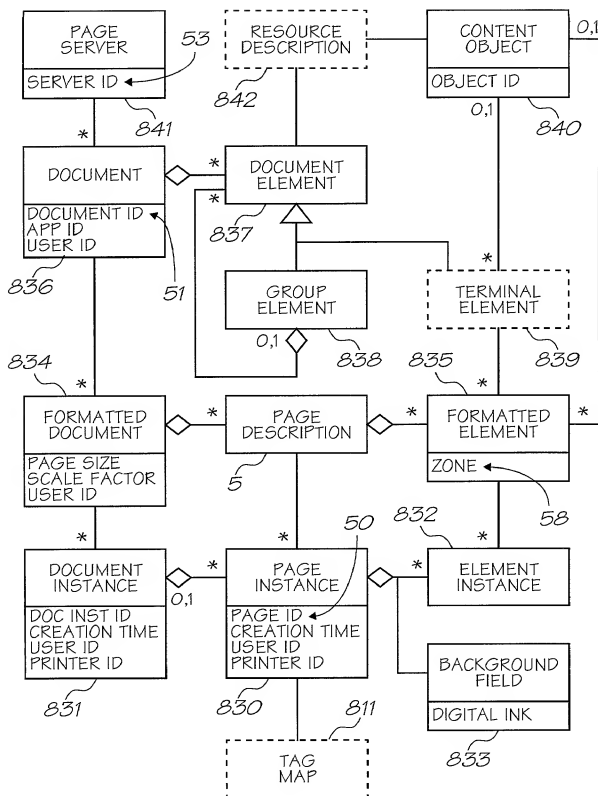 PAGE
SERVER
SERVER ID
53
841
*
RESOURCE
DESCRIPTION
842
CONTENT
OBJECT
0,1
OBJECT ID
0,1
840
DOCUMENT
*
DOCUMENT
ELEMENT
*
837
DOCUMENT ID
APP ID
USER ID
836
51
*
GROUP
ELEMENT
0,1
838
TERMINAL
ELEMENT
839
834
*
835
*
FORMATTED
DOCUMENT
*
PAGE
DESCRIPTION
*
FORMATTED
ELEMENT
*
PAGE SIZE
SCALE FACTOR
USER ID
5
ZONE
58
50
832
*
*
*
DOCUMENT
INSTANCE
0,1
*
PAGE
INSTANCE
*
ELEMENT
INSTANCE
DOC INST ID
CREATION TIME
USER ID
PRINTER ID
831
PAGE ID
CREATION TIME
USER ID
PRINTER ID
830
BACKGROUND
FIELD
DIGITAL INK
833
811
TAG
MAP